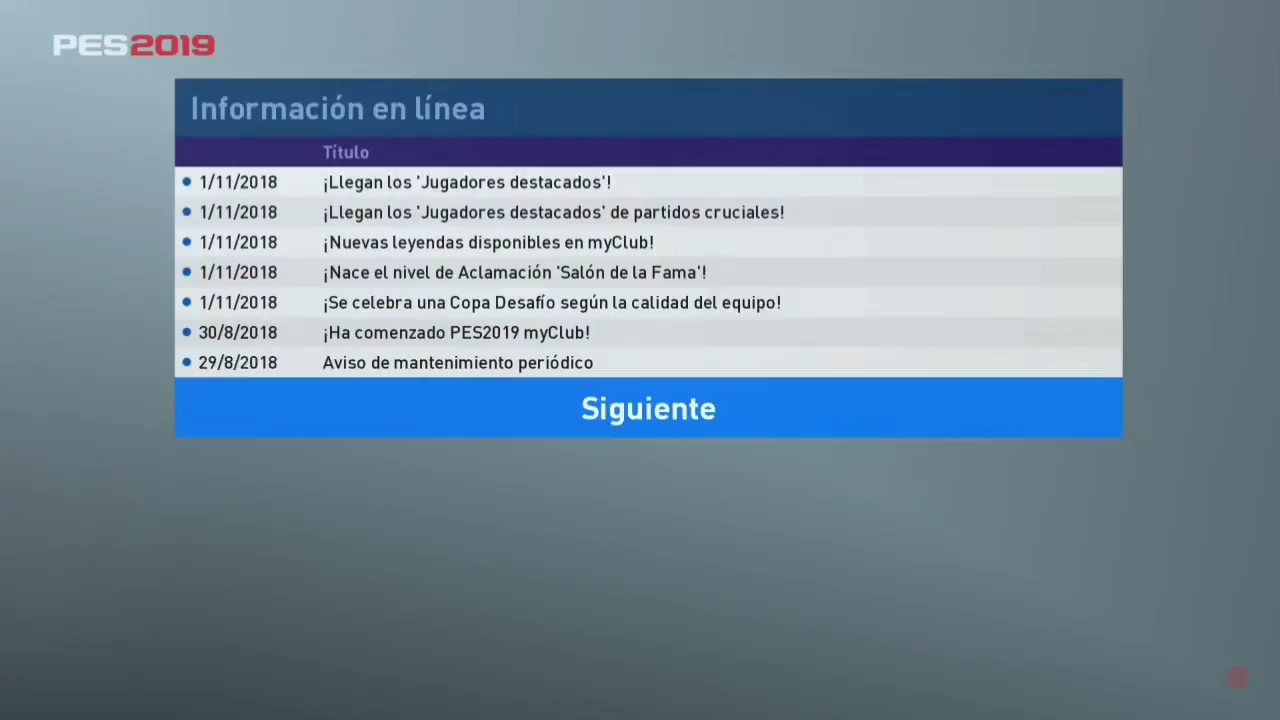 PES2019
Información en línea
Título
1/11/2018 ¡Llegan los 'Jugadores destacados'!
1/11/2018 ¡Llegan los 'Jugadores destacados' de partidos cruciales!
1/11/2018 ¡Nuevas leyendas disponibles en myClub!
1/11/2018 ¡Nace el nivel de Aclamación 'Salón de la Fama'!
1/11/2018 ¡Se celebra una Copa Desafío según la calidad del equipo!
30/8/2018 ¡Ha comenzado PES2019 myClub!
29/8/2018 Aviso de mantenimiento periódico
Siguiente